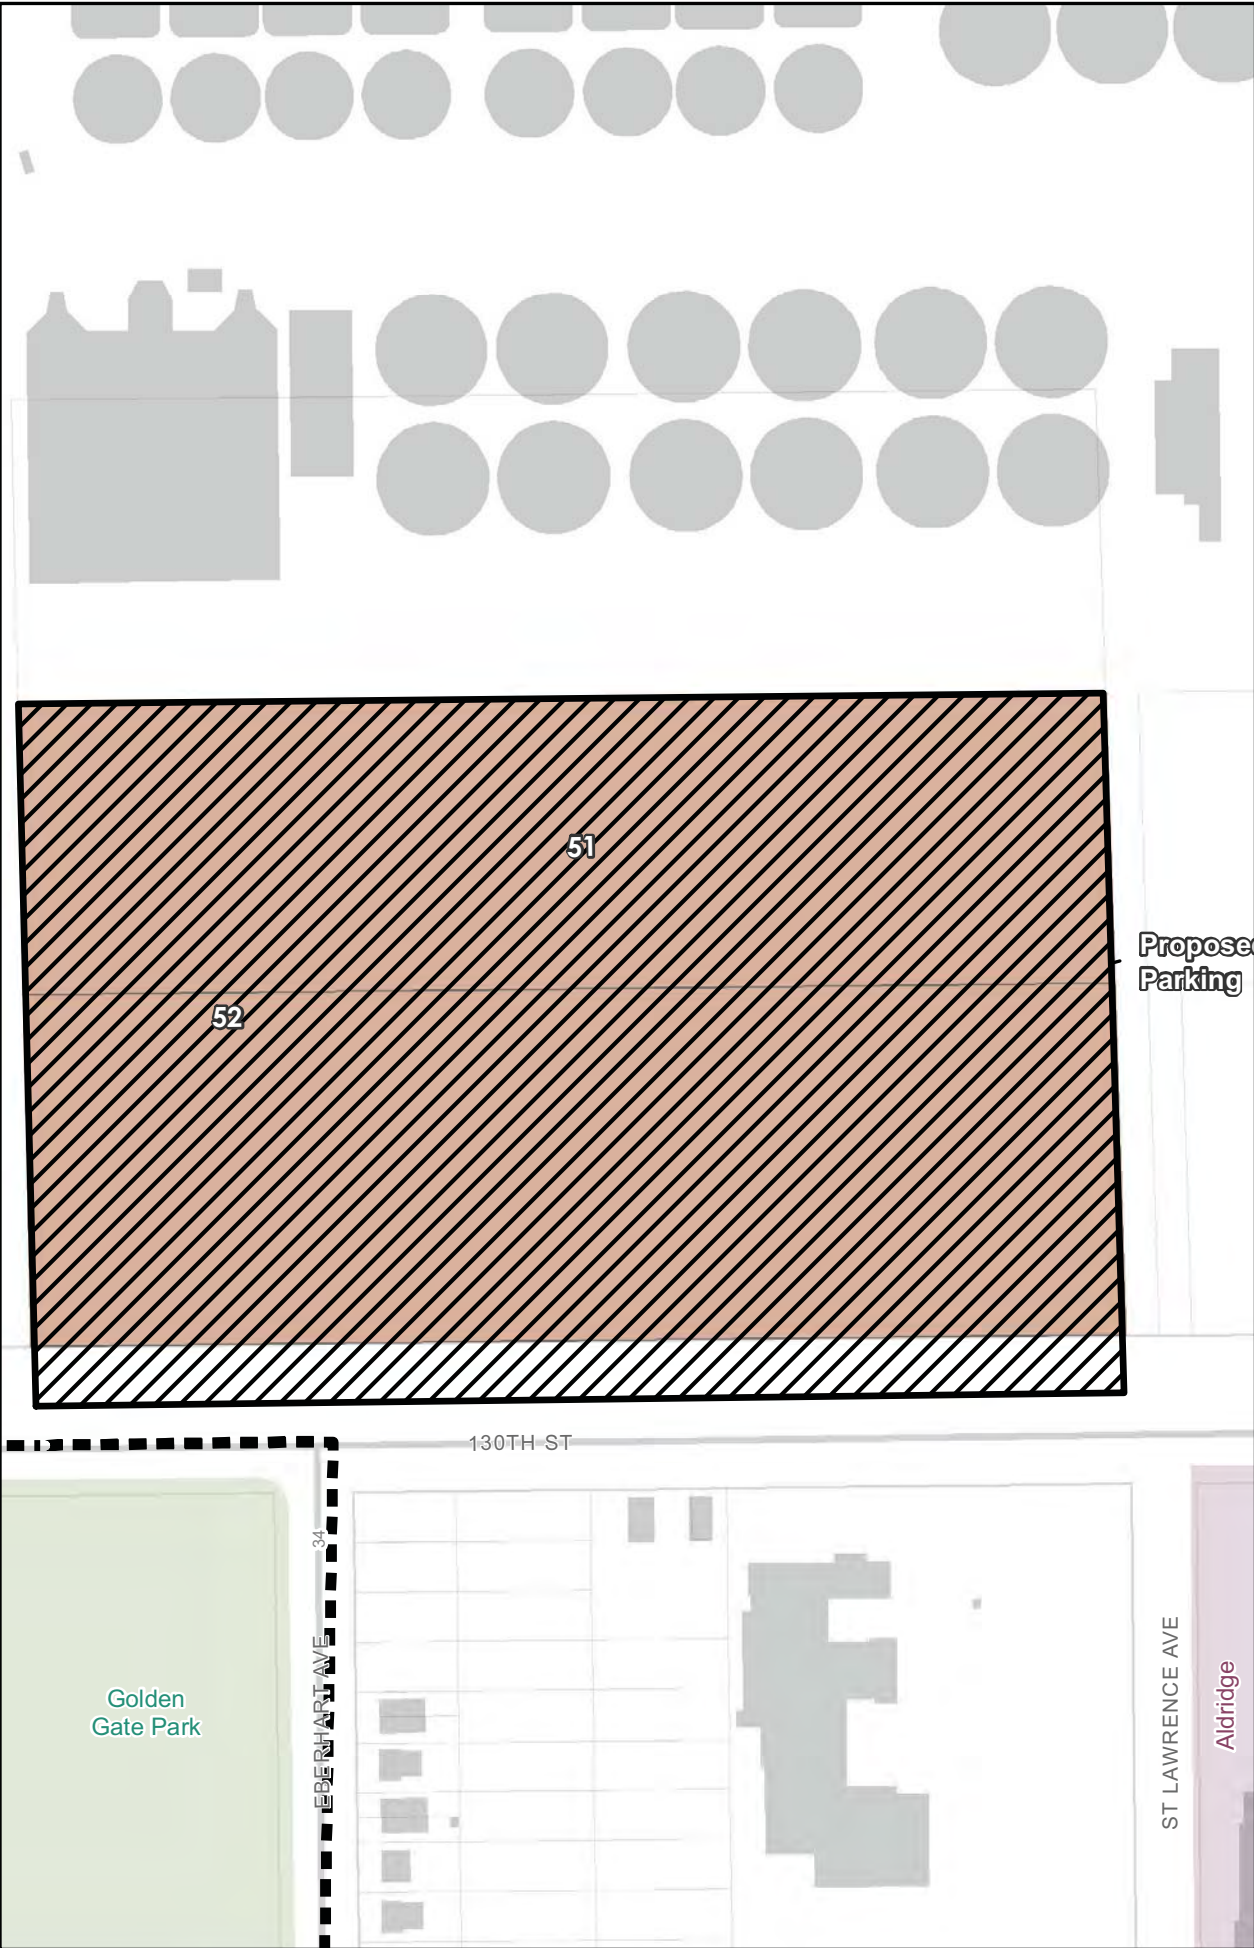 51
Propose
Parking
52
130TH ST
34
EBERHART AVE
Golden
Gate Park
ST LAWRENCE AVE
Aldridge